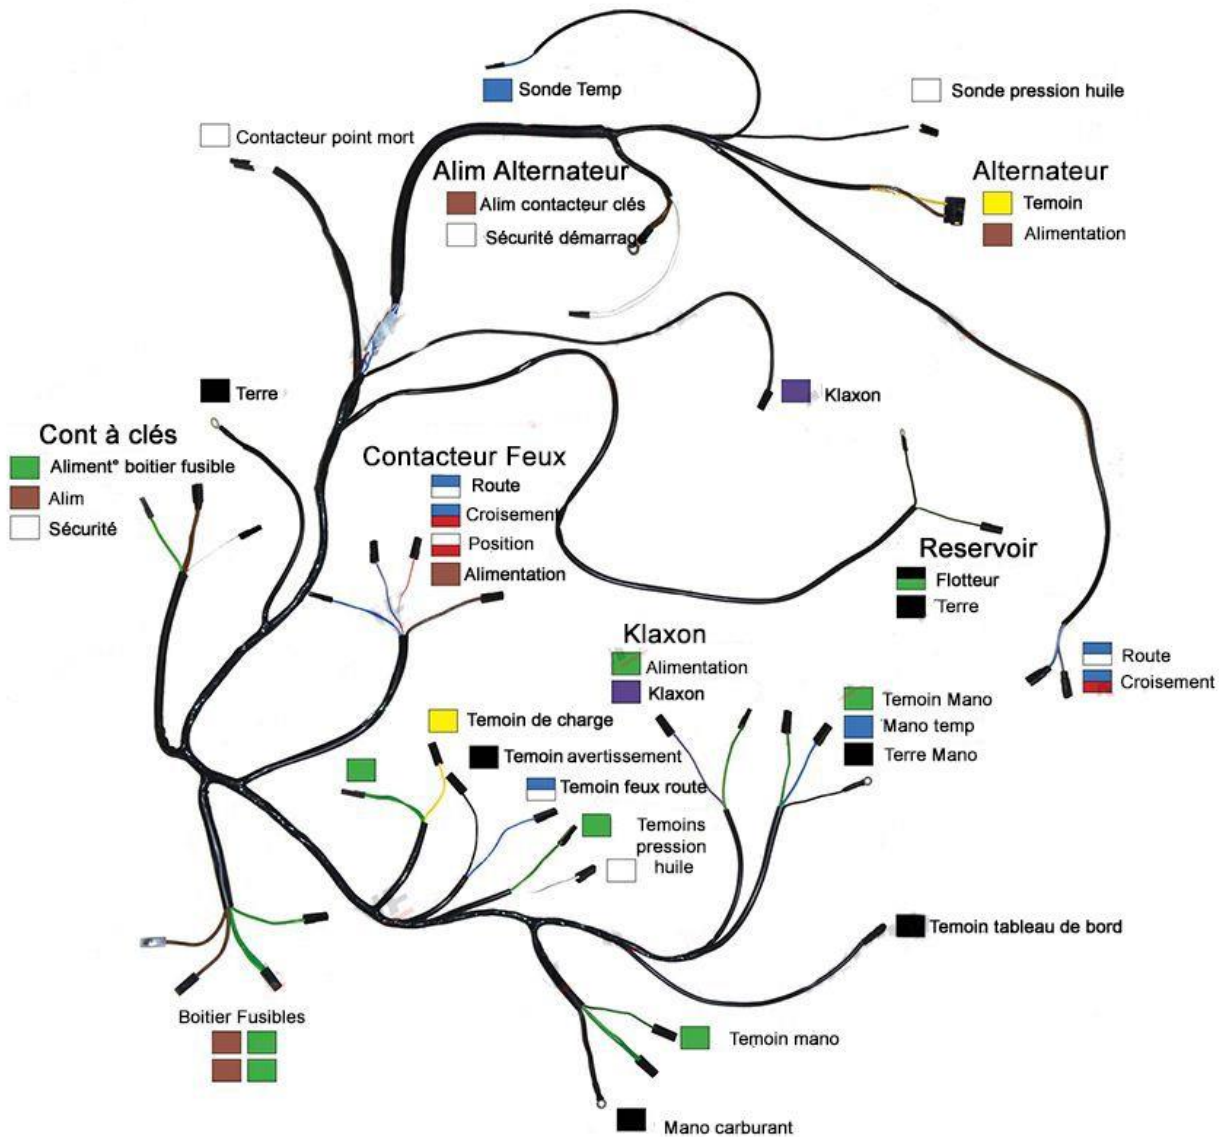 Sonde Temp
Sonde pression huile
Contacteur point mort
Alim Alternateur
Alim contacteur clés
Sécurité démarrage
Alternateur
Temoin
Alimentation
Terre
Klaxon
Cont à clés
Aliment° boitier fusible
Alim
Sécurité
Contacteur Feux
Route
Croisement
Position
Alimentation
Reservoir
Flotteur
Terre
Klaxon
Alimentation
Klaxon
Route
Croisement
Temoin Mano
Mano temp
Terre Mano
Temoin de charge
Temoin avertissement
Temoin feux route
Temoins
pression
huile
Temoin tableau de bord
Boitier Fusibles
Temoin mano
Mano carburant